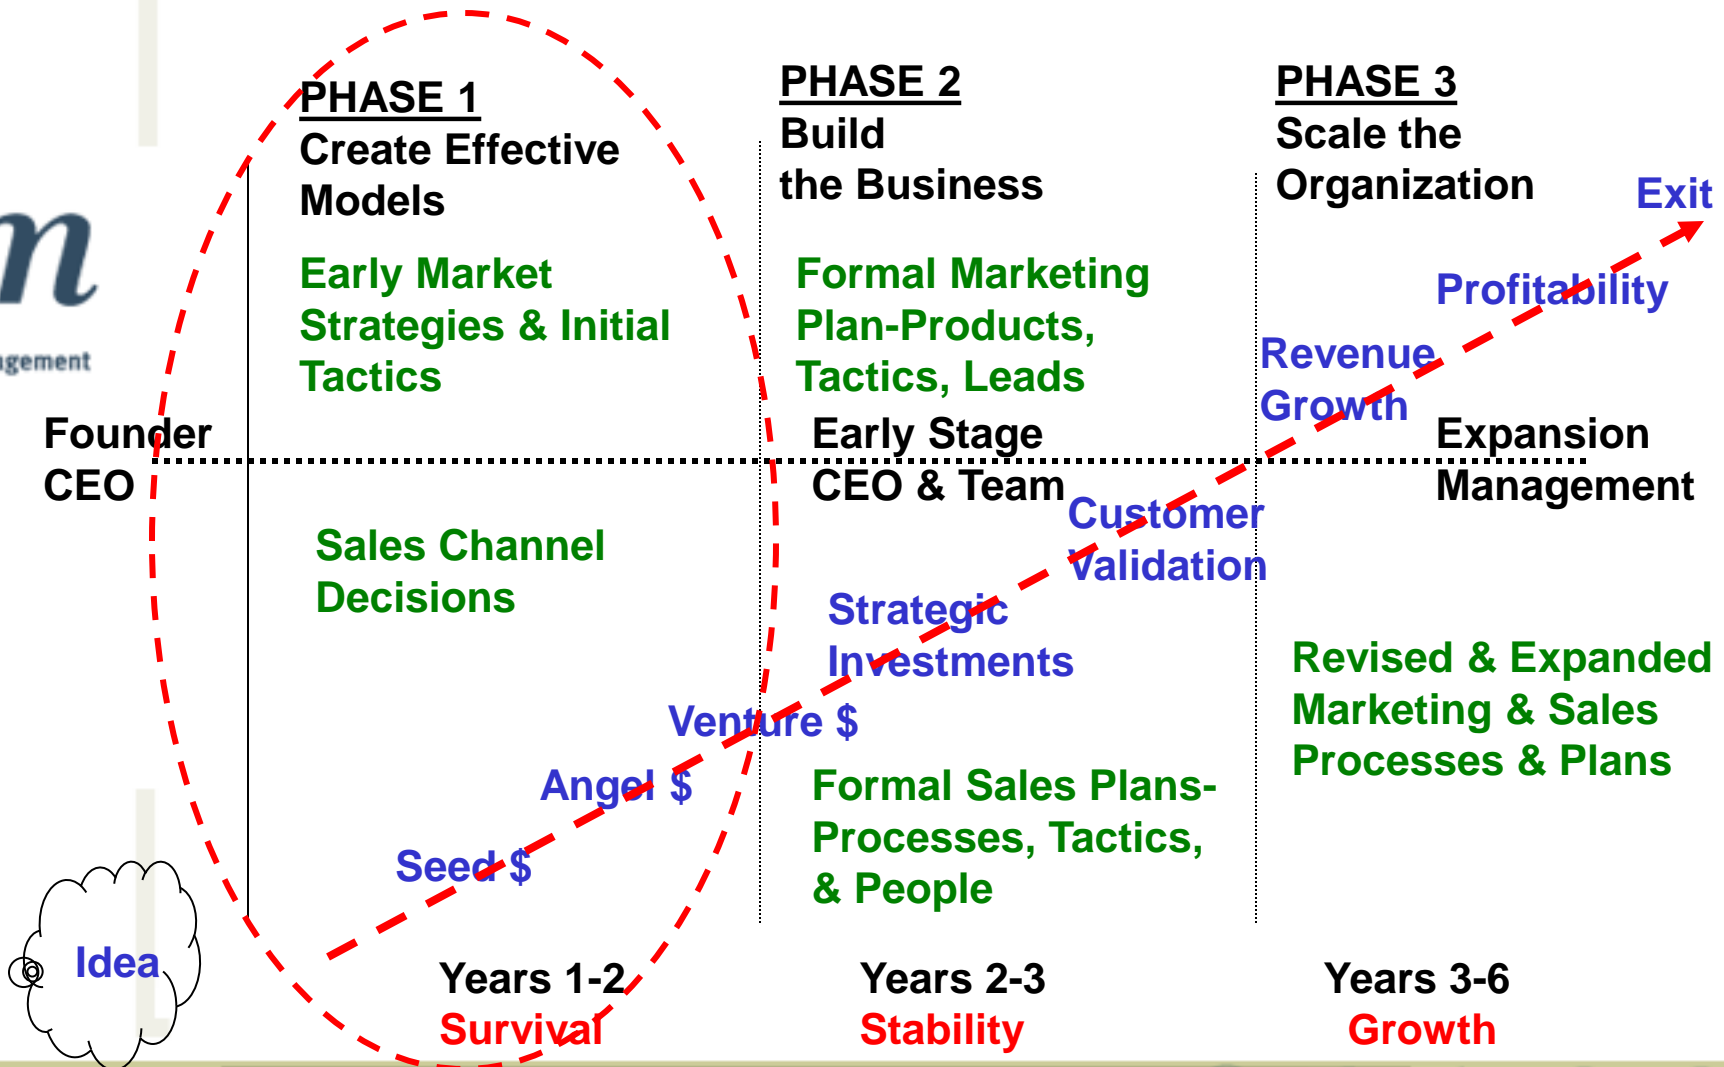 PHASE 1
Create Effective
Models
PHASE 2
Build
the Business
PHASE 3
Scale the
Organization
Exit
Early Market
Strategies & Initial
Tactics
Formal Marketing
Plan-Products,
Tactics, Leads
Profitability
Revenue
Growth
m
agement
Founder
CEO
Early Stage
CEO & Team
Expansion
Management
Sales Channel
Decisions
Customer
Validation
Strategic
Investments
Revised & Expanded
Marketing & Sales
Processes & Plans
Venture $
Angel $
Seed $
Formal Sales Plans-
Processes, Tactics,
& People
Idea
Years 1-2
Survival
Years 2-3
Stability
Years 3-6
Growth